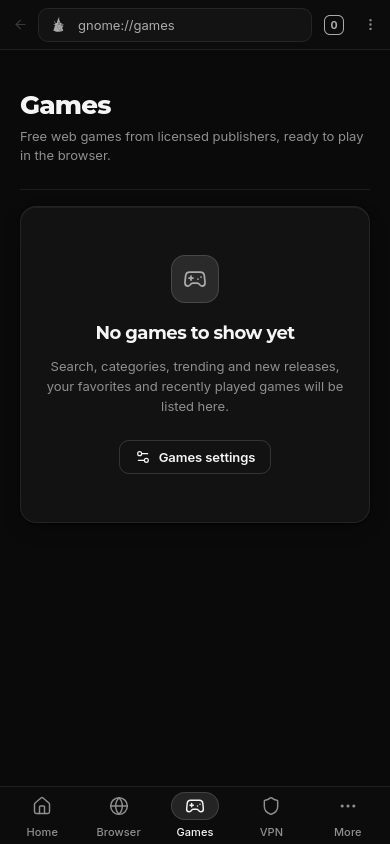 gnome://games
0
Games
Free web games from licensed publishers, ready to play
in the browser.
No games to show yet
Search, categories, trending and new releases,
your favorites and recently played games will be
listed here.
Games settings
Home
Browser
Games
VPN
More